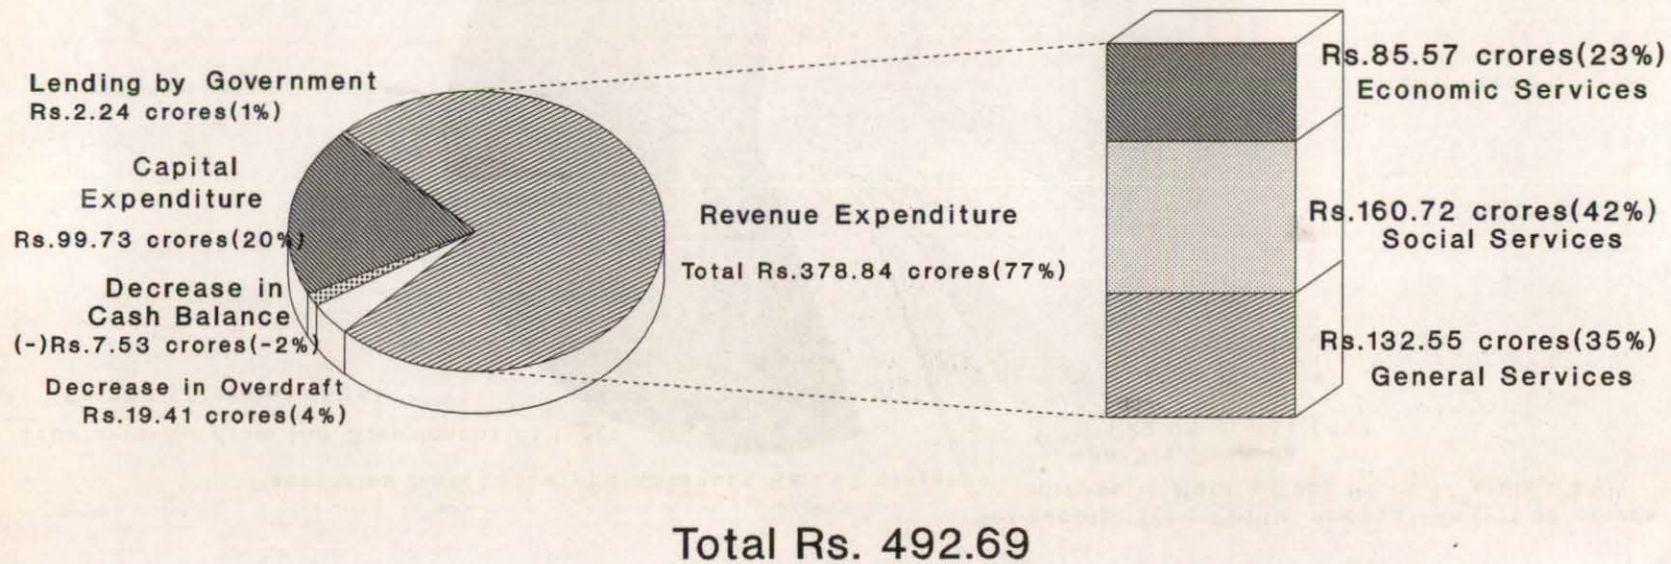 Lending by Government
Rs.2.24 crores(1%)
Capital
Expenditure
Rs.99.73 crores(20%)
Decrease in
Cash Balance
(-)Rs.7.53 crores(-2%)
Decrease in Overdraft
Rs.19.41 crores(4%)
Revenue Expenditure
Total Rs.378.84 crores(77%)
Rs.85.57 crores(23%)
Economic Services
Rs.160.72 crores(42%)
Social Services
Rs.132.55 crores(35%)
General Services
Total Rs. 492.69